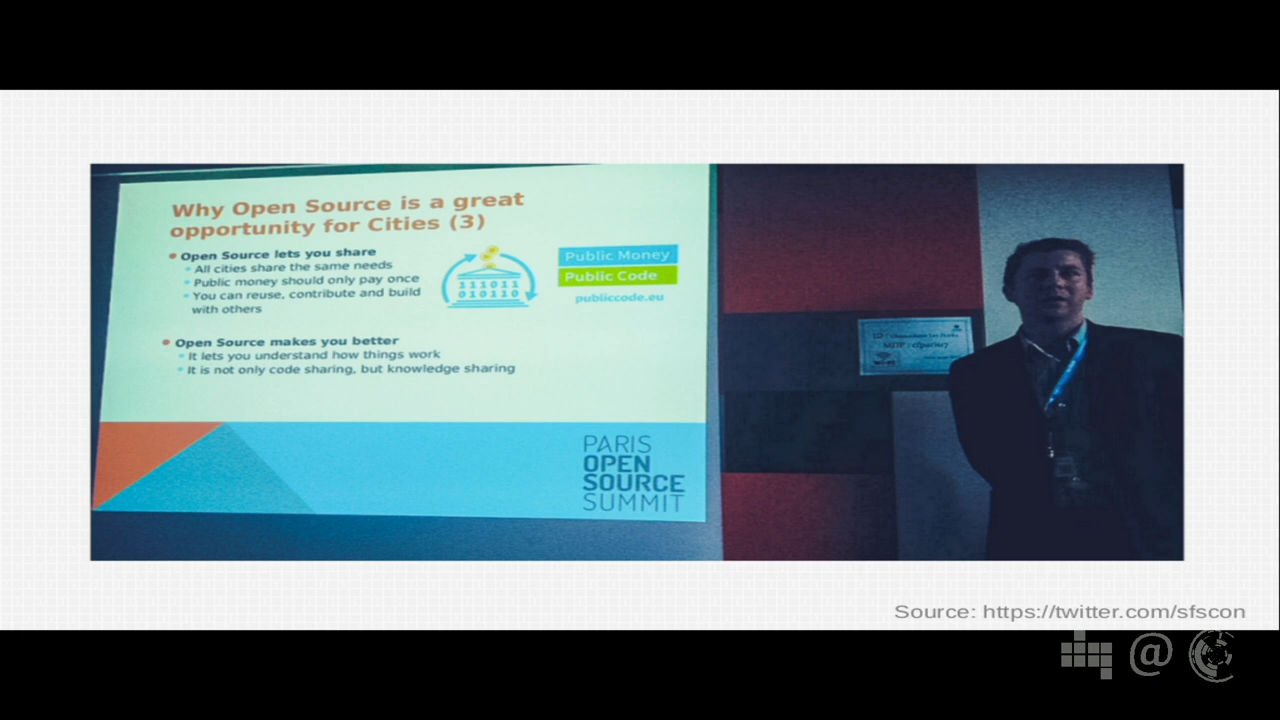 Why Open Source is a great
opportunity for Cities (3)
Open Source lets you share
All cities share the same needs
Public money should only pay once
You can reuse, contribute and build
with others
111011
010110
Public Money
Public Code
publiccode.eu
Open Source makes you better
It lets you understand how things work
It is not only code sharing, but knowledge sharing
PARIS
OPEN
SOURCE
SUMMIT
Source: https://twitter.com/sfscon
@